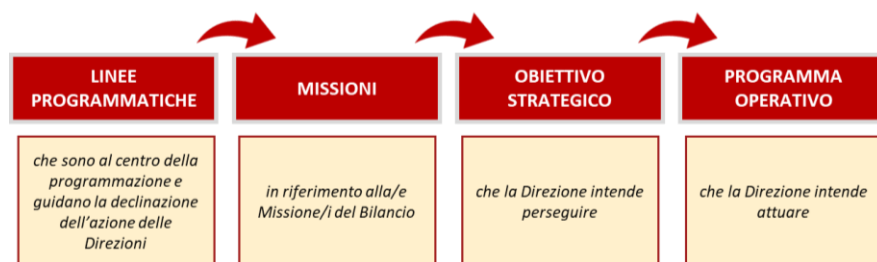 LINEE
PROGRAMMATICHE
MISSIONI
OBIETTIVO
STRATEGICO
PROGRAMMA
OPERATIVO
che sono al centro della
programmazione e
guidano la declinazione
dell’azione delle
Direzioni
in riferimento alla/e
Missione/i del Bilancio
che la Direzione intende
perseguire
che la Direzione intende
attuare